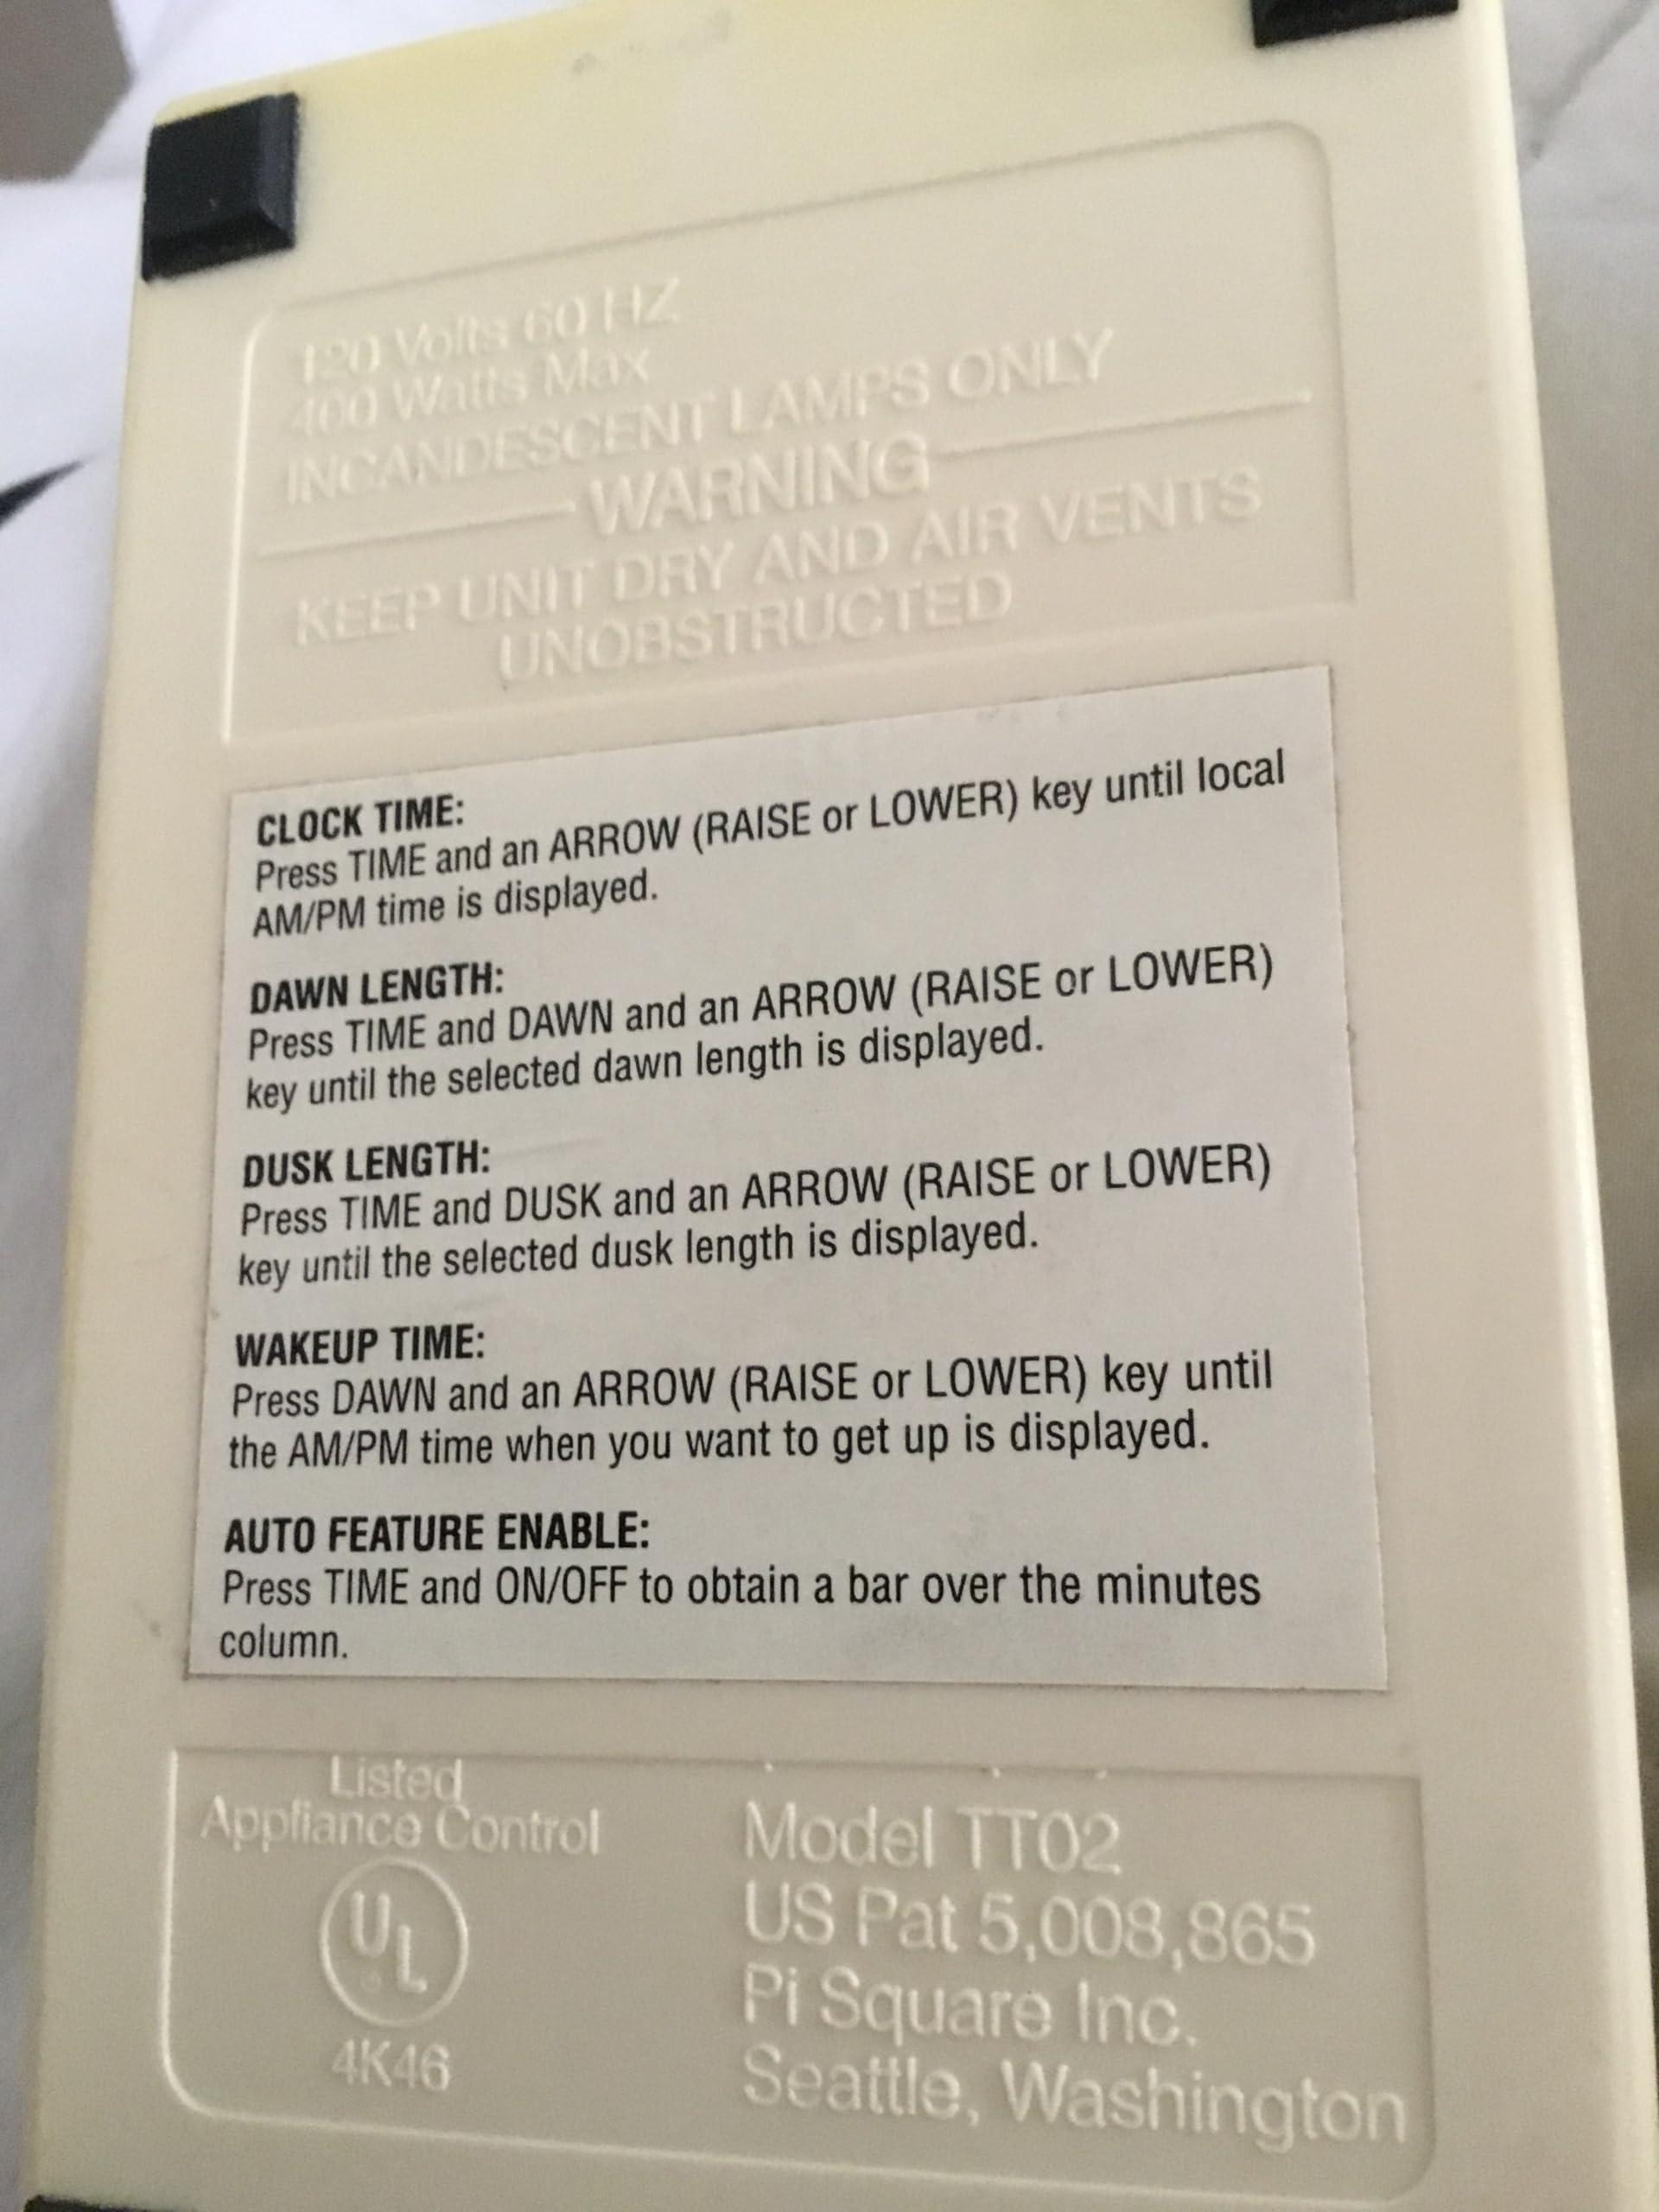 120 Volts 60 HZ
400 Watts Max
INCANDESCENT LAMPS ONLY
WARNING
KEEP UNIT DRY AND AIR VENTS
UNOBSTRUCTED
CLOCK TIME:
Press TIME and an ARROW (RAISE or LOWER) key until local
AM/PM time is displayed.
DAWN LENGTH:
Press TIME and DAWN and an ARROW (RAISE or LOWER)
key until the selected dawn length is displayed.
DUSK LENGTH:
Press TIME and DUSK and an ARROW (RAISE or LOWER)
key until the selected dusk length is displayed.
WAKEUP TIME:
Press DAWN and an ARROW (RAISE or LOWER) key until
the AM/PM time when you want to get up is displayed.
AUTO FEATURE ENABLE:
Press TIME and ON/OFF to obtain a bar over the minutes
column.
Listed
Appliance Control
UL
4K46
Model TT02
US Pat 5,008,865
Pi Square Inc.
Seattle, Washington